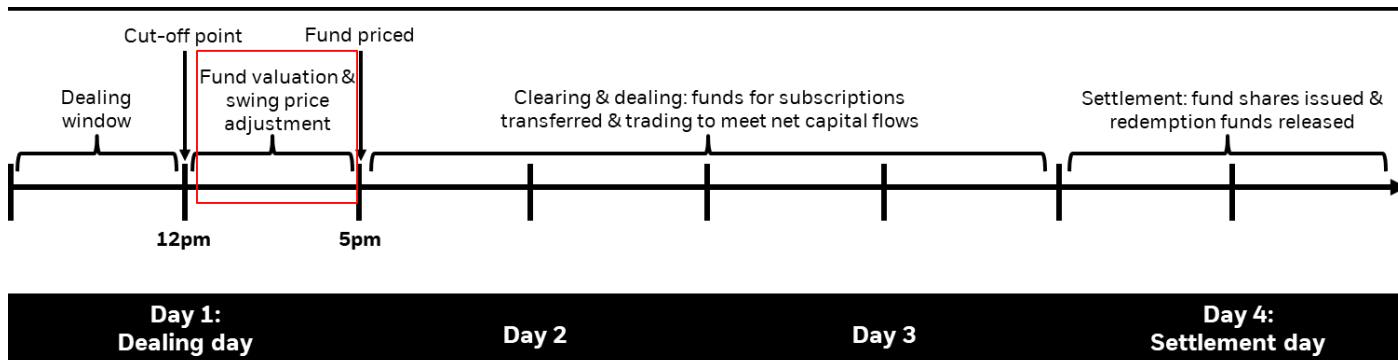 Cut-off point
Fund priced
Dealing
window
Fund valuation &
swing price
adjustment
Clearing & dealing: funds for subscriptions
transferred & trading to meet net capital flows
Settlement: fund shares issued &
redemption funds released
12pm
5pm
Day 1:
Dealing day
Day 2
Day 3
Day 4:
Settlement day